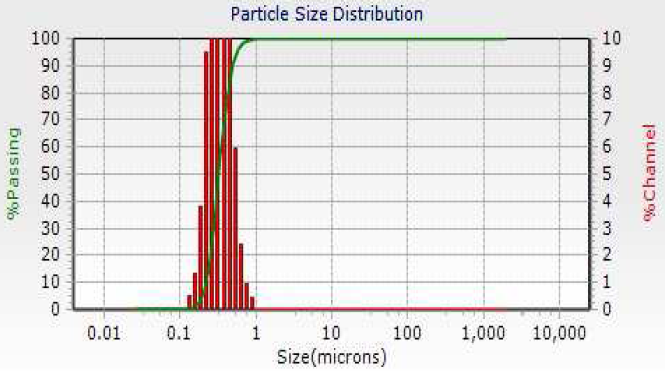 Particle Size Distribution
100 10
90 9
80 8
70 7
60 6
50 5
40 4
30 3
20 2
10 1
0 0
%Passing
%Channel
0.01 0.1 1 10 100 1,000 10,000
Size(microns)